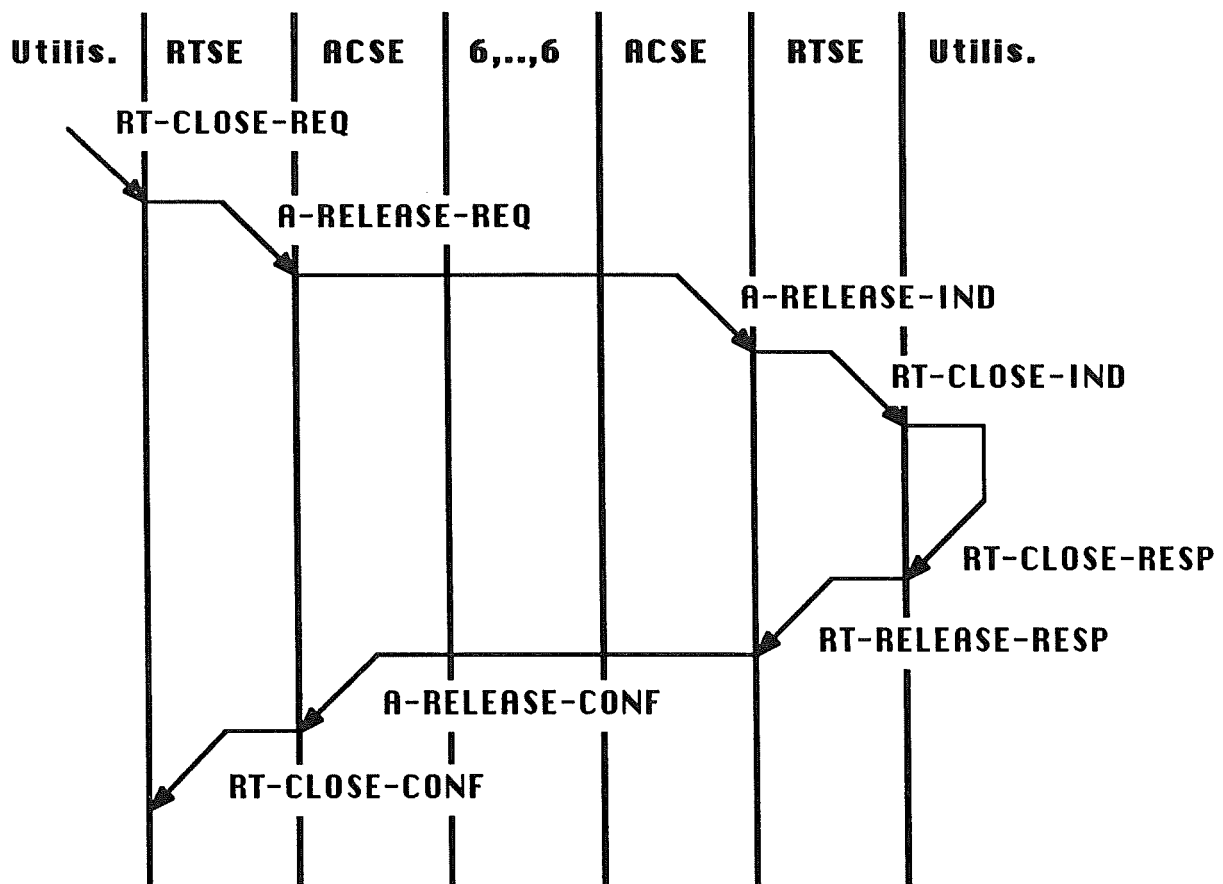 Utilis. RTSE ACSE 6,..,6 ACSE RTSE Utilis.
RT-CLOSE-REQ
A-RELEASE-REQ
A-RELEASE-IND
RT-CLOSE-IND
RT-CLOSE-RESP
RT-RELEASE-RESP
A-RELEASE-CONF
RT-CLOSE-CONF